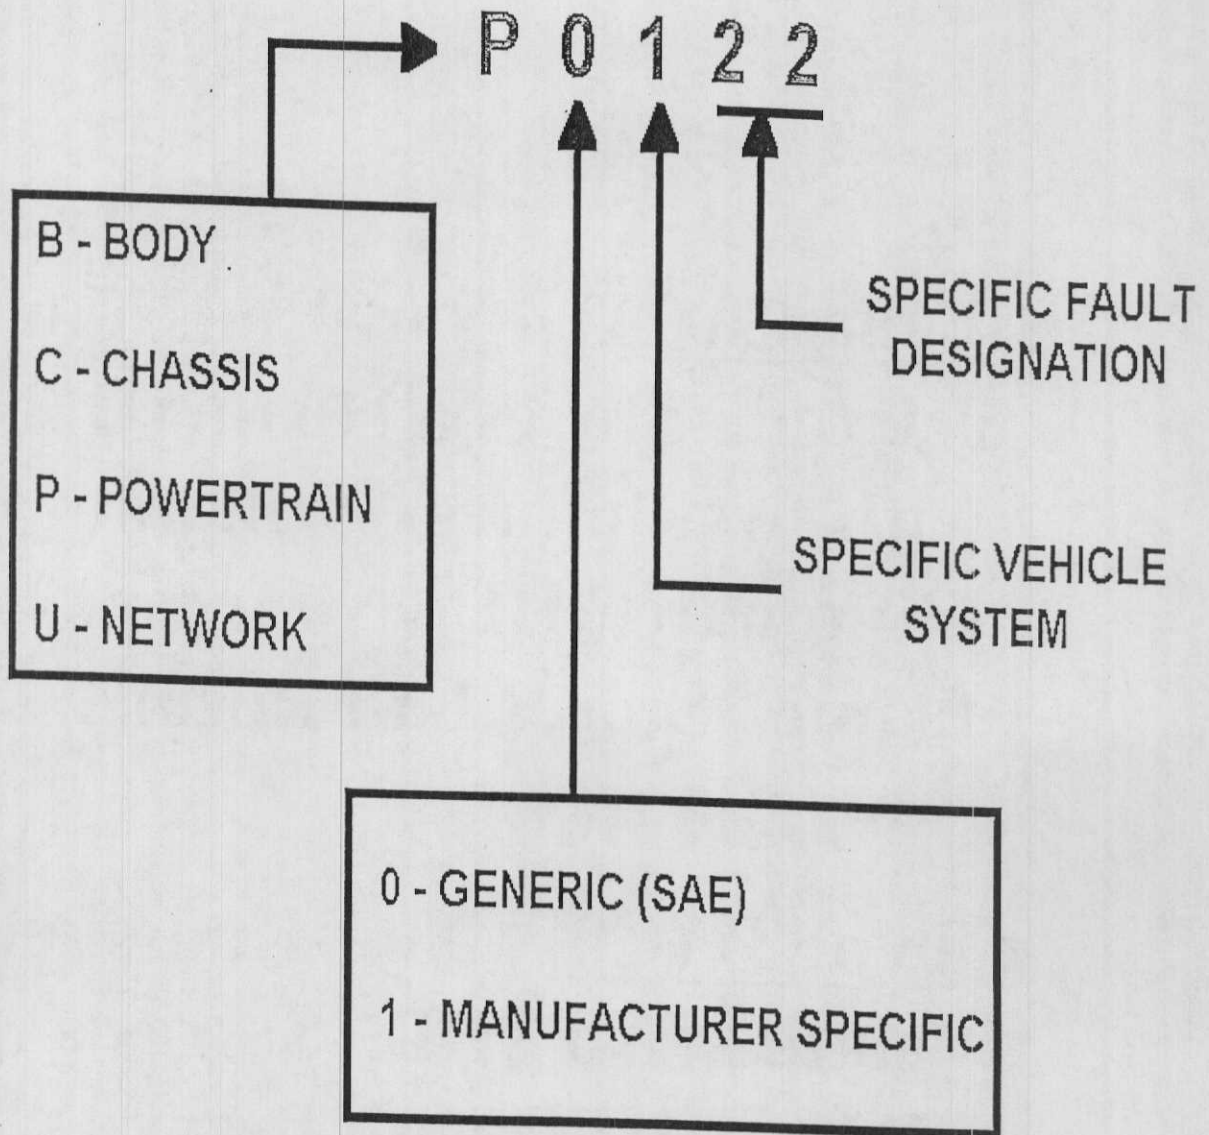 P 0 1 2 2
B - BODY
C - CHASSIS
P - POWERTRAIN
U - NETWORK
SPECIFIC FAULT
DESIGNATION
SPECIFIC VEHICLE
SYSTEM
0 - GENERIC (SAE)
1 - MANUFACTURER SPECIFIC